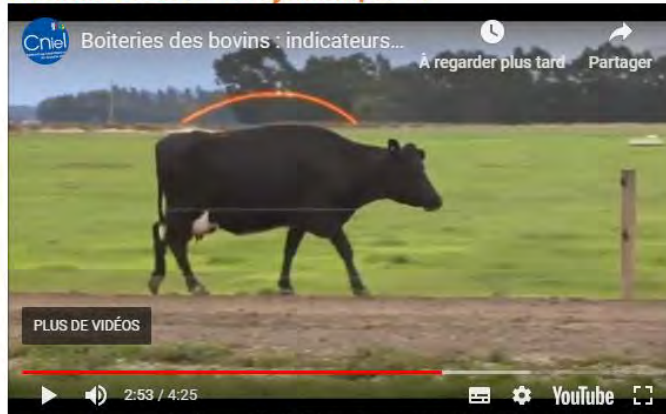 Cniel
Boiteries des bovins : indicateurs...
À regarder plus tard
Partager
PLUS DE VIDÉOS
2:53 / 4:25
YouTube